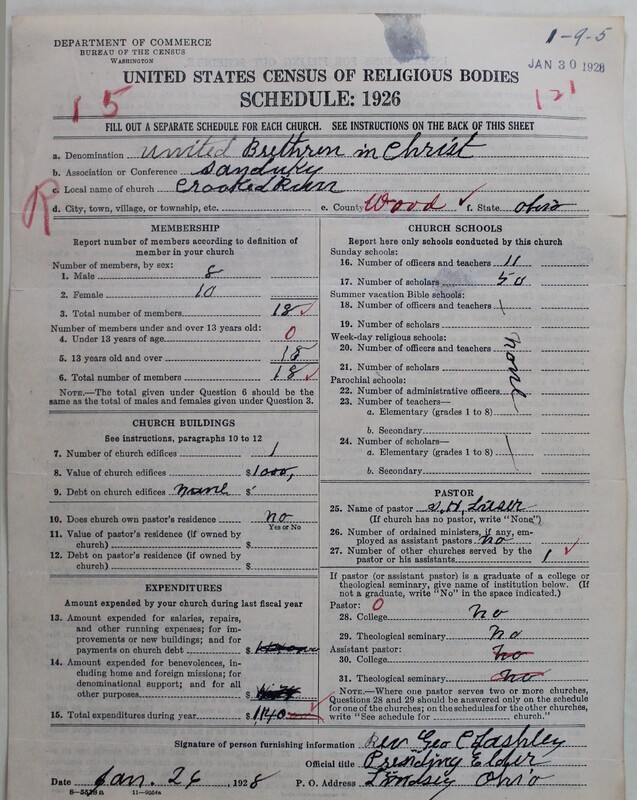 1-9-5
DEPARTMENT OF COMMERCE
BUREAU OF THE CENSUS
WASHINGTON
JAN 30 1928
UNITED STATES CENSUS OF RELIGIOUS BODIES
SCHEDULE: 1926
15
121
FILL OUT A SEPARATE SCHEDULE FOR EACH CHURCH. SEE INSTRUCTIONS ON THE BACK OF THIS SHEET
a. Denomination United Brethren in Christ
b. Association or Conference Sandusky
c. Local name of church Crooked Run
d. City, town, village, or township, etc. e. County Wood f. State Ohio
R
MEMBERSHIP
Report number of members according to definition of
member in your church
Number of members, by sex:
1. Male 8
2. Female 10
3. Total number of members 18
Number of members under and over 13 years old:
4. Under 13 years of age 0
5. 13 years old and over 18
6. Total number of members 18
NOTE.—The total given under Question 6 should be
same as the total of males and females given under Question 3.
CHURCH BUILDINGS
See instructions, paragraphs 10 to 12
7. Number of church edifices 1
8. Value of church edifices $ 1000,
9. Debt on church edifices none $
10. Does church own pastor's residence no
Yes or No
11. Value of pastor's residence (if owned by
church) $
12. Debt on pastor's residence (if owned by
church) $
EXPENDITURES
Amount expended by your church during last fiscal year
13. Amount expended for salaries, repairs,
and other running expenses; for im-
provements or new buildings; and for
payments on church debt $
14. Amount expended for benevolences, in-
cluding home and foreign missions; for
denominational support; and for all
other purposes $
15. Total expenditures during year $ 1140
CHURCH SCHOOLS
Report here only schools conducted by this church
Sunday schools:
16. Number of officers and teachers 11
17. Number of scholars 50
Summer vacation Bible schools:
18. Number of officers and teachers
19. Number of scholars
Week-day religious schools:
20. Number of officers and teachers
none
21. Number of scholars
Parochial schools:
22. Number of administrative officers
23. Number of teachers—
a. Elementary (grades 1 to 8)
b. Secondary
24. Number of scholars—
a. Elementary (grades 1 to 8)
b. Secondary
PASTOR
25. Name of pastor S. H.
(If church has no pastor, write "None")
26. Number of ordained ministers, if any, em-
ployed as assistant pastors no
27. Number of other churches served by the
pastor or his assistants 1
If pastor (or assistant pastor) is a graduate of a college or
theological seminary, give name of institution below. (If
not a graduate, write "No" in the space indicated.)
Pastor: 0
28. College no
29. Theological seminary no
Assistant pastor:
30. College no
31. Theological seminary no
NOTE.—Where one pastor serves two or more churches,
Questions 28 and 29 should be answered only on the schedule
for one of the churches; on the schedules for the other churches,
write "See schedule for church."
Signature of person furnishing information Rev Geo C Lashley
Official title Presiding Elder
Date Jan. 26 1928 P. O. Address Lindsey Ohio
11-9554a